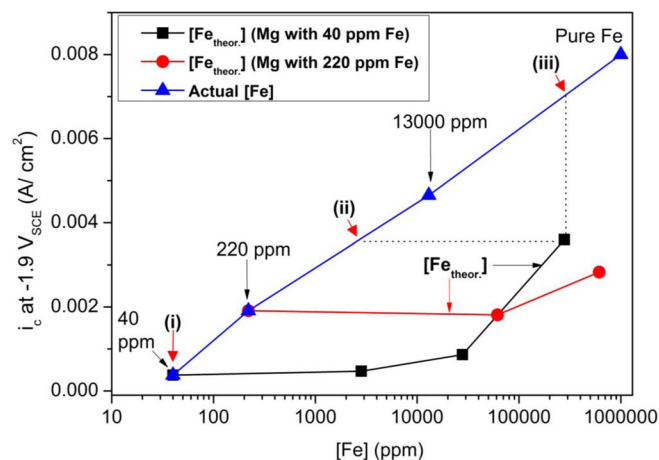 [Fe_theor.] (Mg with 40 ppm Fe)
[Fe_theor.] (Mg with 220 ppm Fe)
Actual [Fe]
Pure Fe
(iii)
13000 ppm
(ii)
220 ppm
[Fe_theor.]
40
ppm
(i)
i_c at -1.9 V_SCE (A/ cm²)
0.008
0.006
0.004
0.002
0.000
10 100 1000 10000 100000 1000000
[Fe] (ppm)